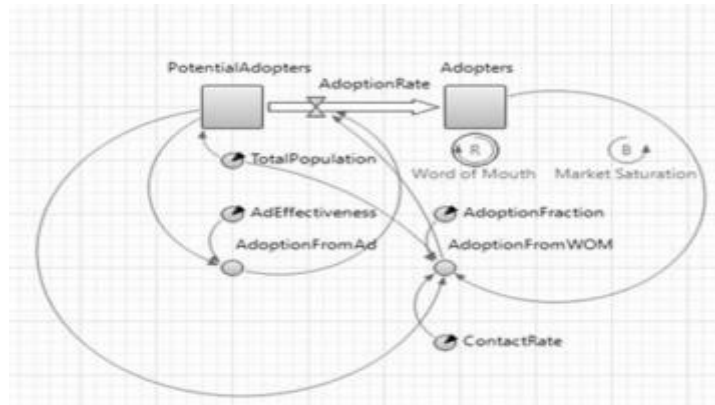 PotentialAdopters
Adopters
AdoptionRate
R
B
TotalPopulation
Word of Mouth
Market Saturation
AdEffectiveness
AdoptionFraction
AdoptionFromAd
AdoptionFromWOM
ContactRate